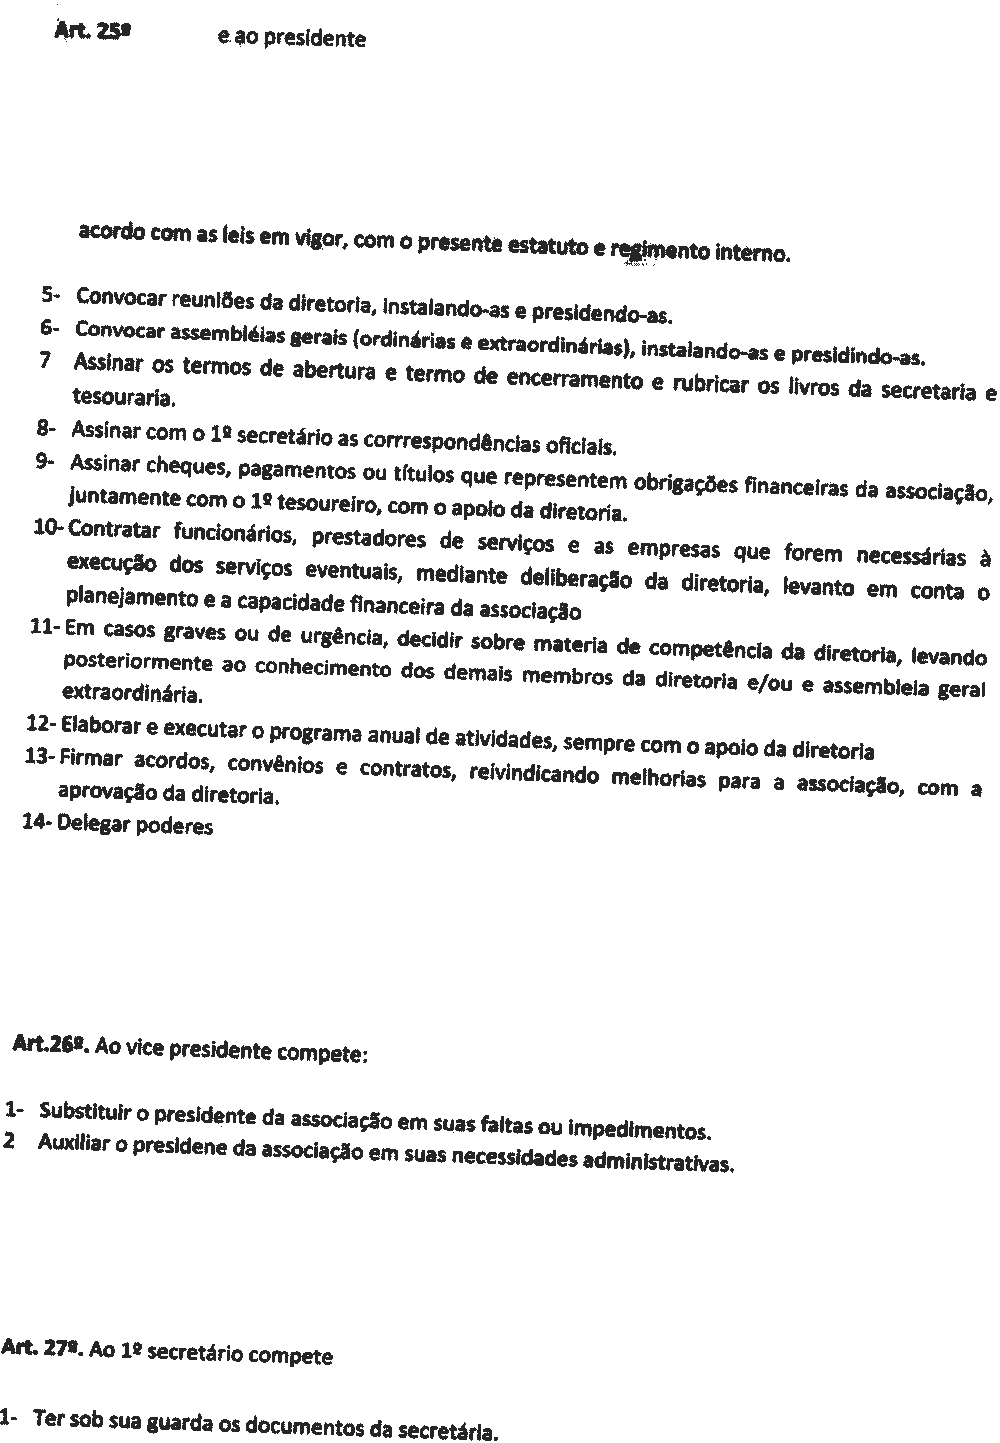 Art. 25º e ao presidente
acordo com as leis em vigor, com o presente estatuto e regimento interno.
5- Convocar reuniões da diretoria, instalando-as e presidendo-as.
6- Convocar assembléias gerais (ordinárias e extraordinárias), instalando-as e presidindo-as.
7 Assinar os termos de abertura e termo de encerramento e rubricar os livros da secretaria e
tesouraria.
8- Assinar com o 1º secretário as corrrespondências oficiais.
9- Assinar cheques, pagamentos ou títulos que representem obrigações financeiras da associação,
juntamente com o 1º tesoureiro, com o apoio da diretoria.
10- Contratar funcionários, prestadores de serviços e as empresas que forem necessárias à
execução dos serviços eventuais, mediante deliberação da diretoria, levanto em conta o
planejamento e a capacidade financeira da associação
11- Em casos graves ou de urgência, decidir sobre materia de competência da diretoria, levando
posteriormente ao conhecimento dos demais membros da diretoria e/ou e assembleia geral
extraordinária.
12- Elaborar e executar o programa anual de atividades, sempre com o apoio da diretoria
13- Firmar acordos, convênios e contratos, reivindicando melhorias para a associação, com a
aprovação da diretoria.
14- Delegar poderes
Art.26º. Ao vice presidente compete:
1- Substituir o presidente da associação em suas faltas ou impedimentos.
2 Auxiliar o presidene da associação em suas necessidades administrativas.
Art. 27º. Ao 1º secretário compete
1- Ter sob sua guarda os documentos da secretária.